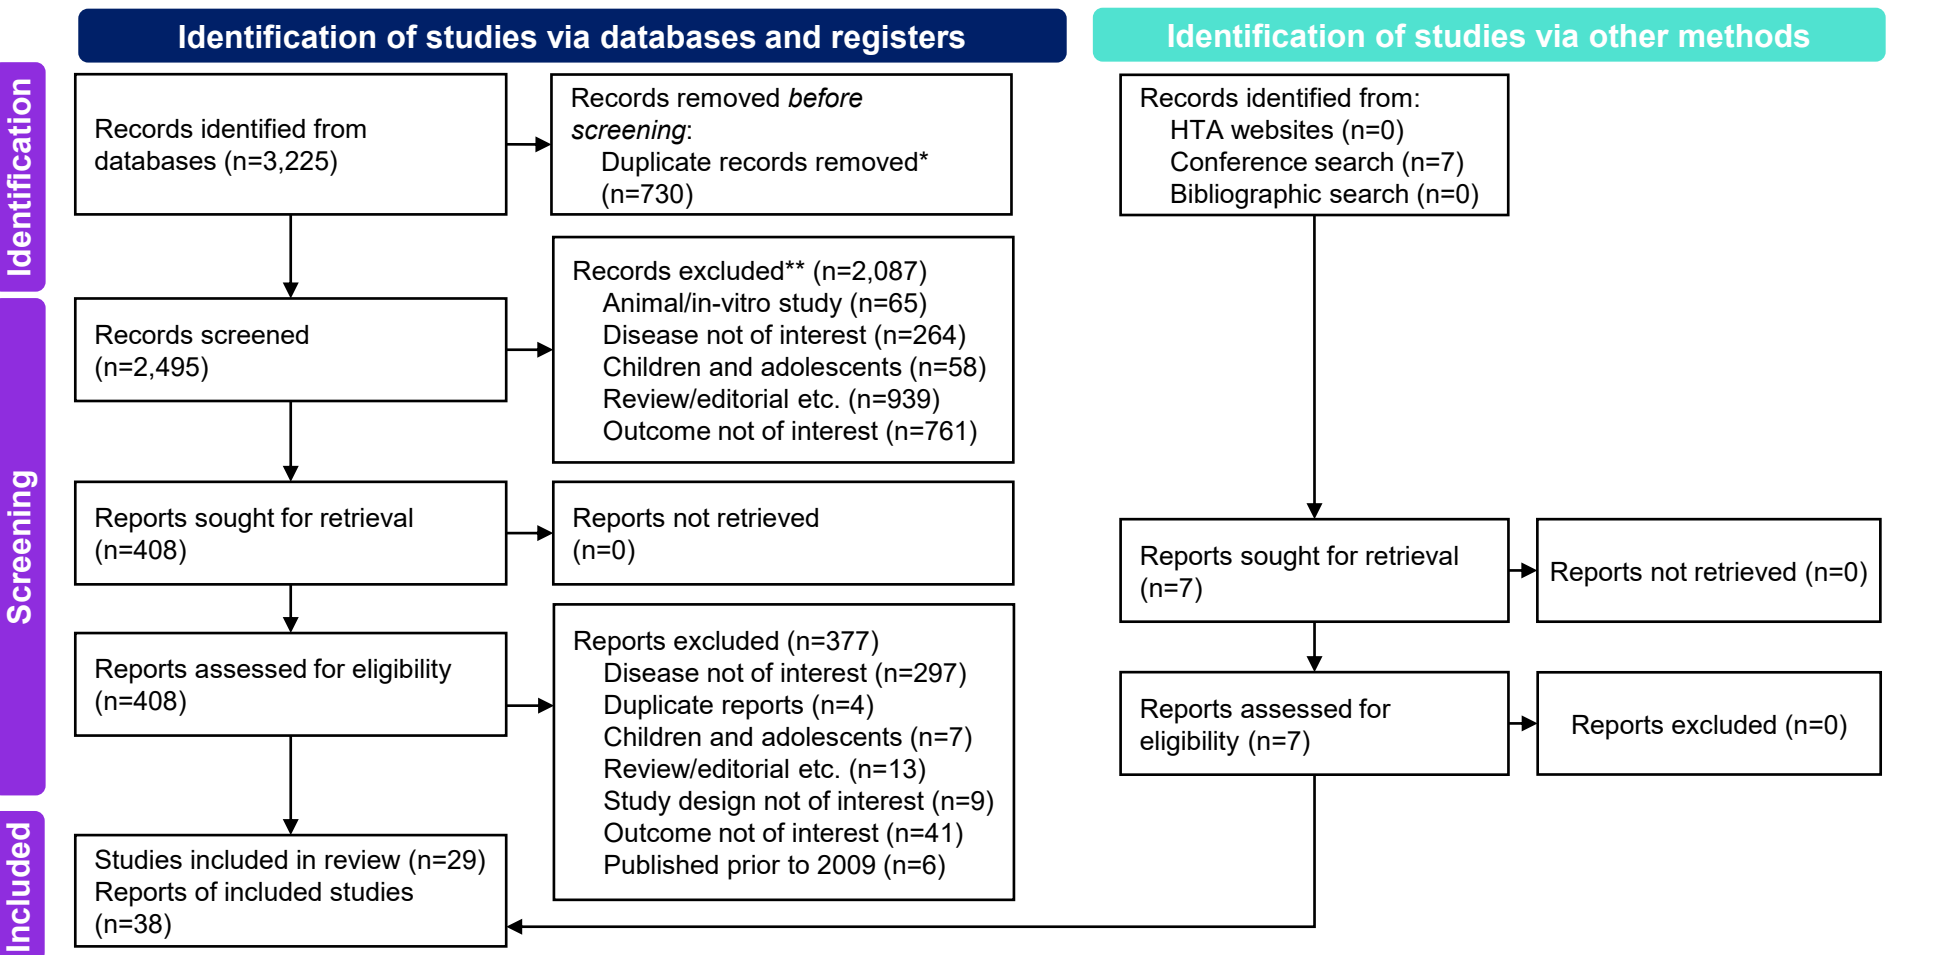 Identification of studies via databases and registers
Identification of studies via other methods
Identification
Records identified from
databases (n=3,225)
Records removed before
screening:
Duplicate records removed*
(n=730)
Records identified from:
HTA websites (n=0)
Conference search (n=7)
Bibliographic search (n=0)
Screening
Records screened
(n=2,495)
Records excluded** (n=2,087)
Animal/in-vitro study (n=65)
Disease not of interest (n=264)
Children and adolescents (n=58)
Review/editorial etc. (n=939)
Outcome not of interest (n=761)
Reports sought for retrieval
(n=408)
Reports not retrieved
(n=0)
Reports sought for retrieval
(n=7)
Reports not retrieved (n=0)
Reports assessed for eligibility
(n=408)
Reports excluded (n=377)
Disease not of interest (n=297)
Duplicate reports (n=4)
Children and adolescents (n=7)
Review/editorial etc. (n=13)
Study design not of interest (n=9)
Outcome not of interest (n=41)
Published prior to 2009 (n=6)
Reports assessed for
eligibility (n=7)
Reports excluded (n=0)
Included
Studies included in review (n=29)
Reports of included studies
(n=38)